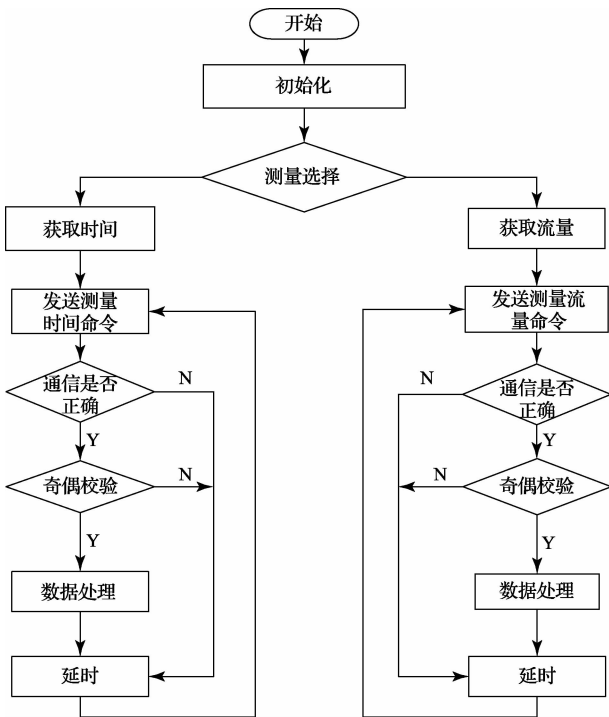 开始
初始化
测量选择
获取时间
获取流量
发送测量
时间命令
发送测量流
量命令
通信是否
正确
N
N
通信是否
正确
Y
Y
奇偶校验
N
N
奇偶校验
Y
Y
数据处理
数据处理
延时
延时